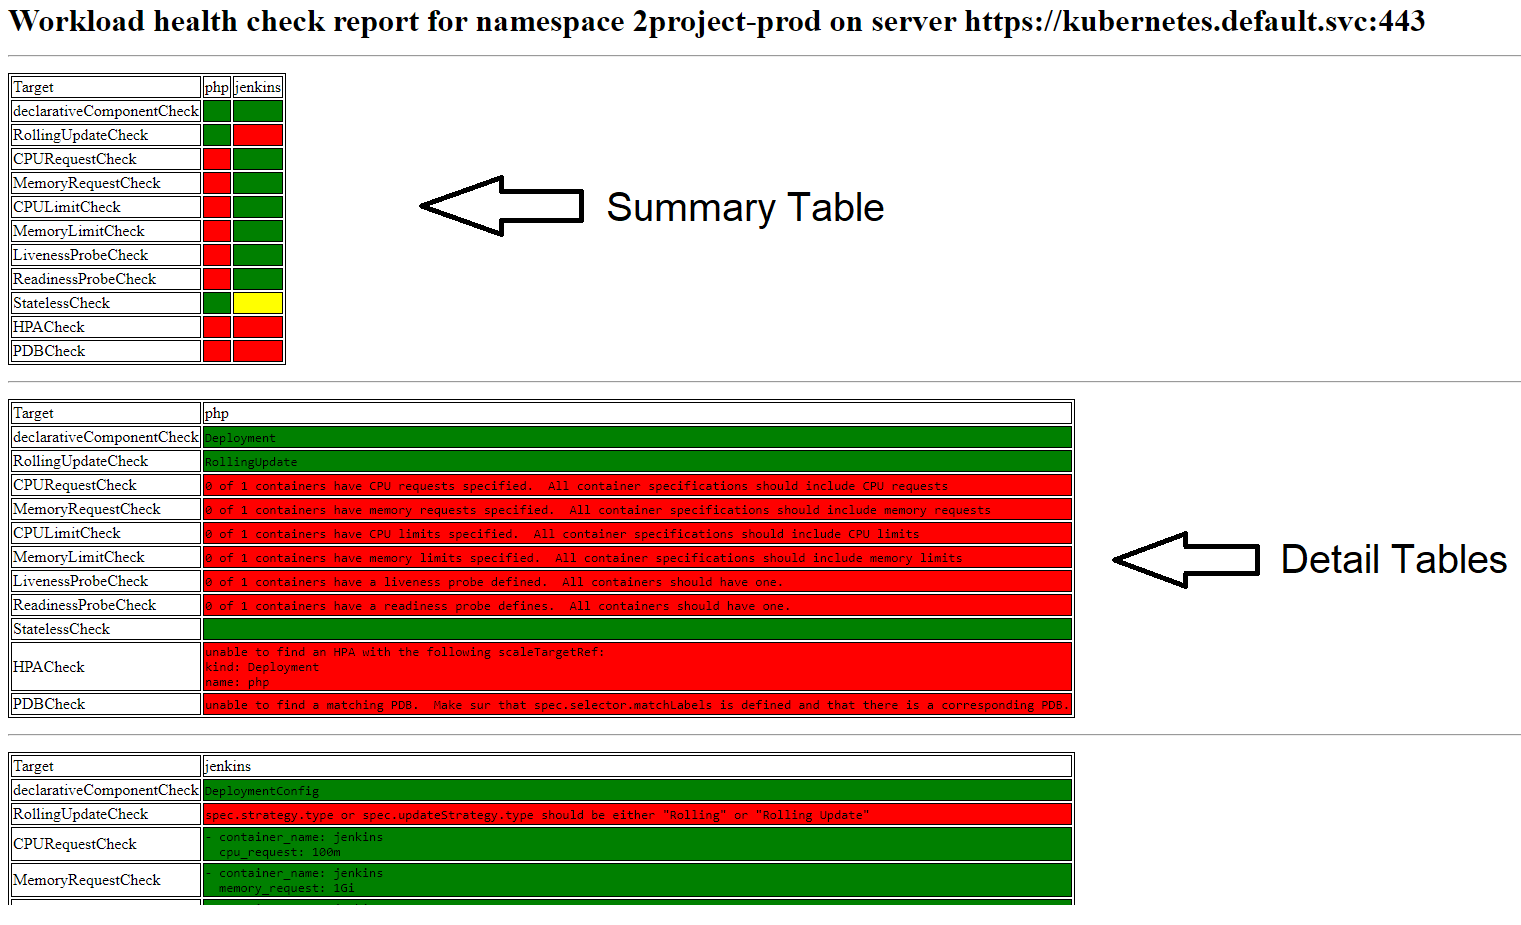 Workload health check report for namespace 2project-prod on server https://kubernetes.default.svc:443
Target php jenkins
declarativeComponentCheck
RollingUpdateCheck
CPURequestCheck
MemoryRequestCheck
CPULimitCheck
MemoryLimitCheck
LivenessProbeCheck
ReadinessProbeCheck
StatelessCheck
HPACheck
PDBCheck
Summary Table
Target php
declarativeComponentCheck Deployment
RollingUpdateCheck RollingUpdate
CPURequestCheck 0 of 1 containers have CPU requests specified.  All container specifications should include CPU requests
MemoryRequestCheck 0 of 1 containers have memory requests specified.  All container specifications should include memory requests
CPULimitCheck 0 of 1 containers have CPU limits specified.  All container specifications should include CPU limits
MemoryLimitCheck 0 of 1 containers have memory limits specified.  All container specifications should include memory limits
LivenessProbeCheck 0 of 1 containers have a liveness probe defined.  All containers should have one.
ReadinessProbeCheck 0 of 1 containers have a readiness probe defines.  All containers should have one.
StatelessCheck
HPACheck unable to find an HPA with the following scaleTargetRef:
kind: Deployment
name: php
PDBCheck unable to find a matching PDB.  Make sur that spec.selector.matchLabels is defined and that there is a corresponding PDB.
Detail Tables
Target jenkins
declarativeComponentCheck DeploymentConfig
RollingUpdateCheck spec.strategy.type or spec.updateStrategy.type should be either "Rolling" or "Rolling Update"
CPURequestCheck - container_name: jenkins
cpu_request: 100m
MemoryRequestCheck - container_name: jenkins
memory_request: 1Gi